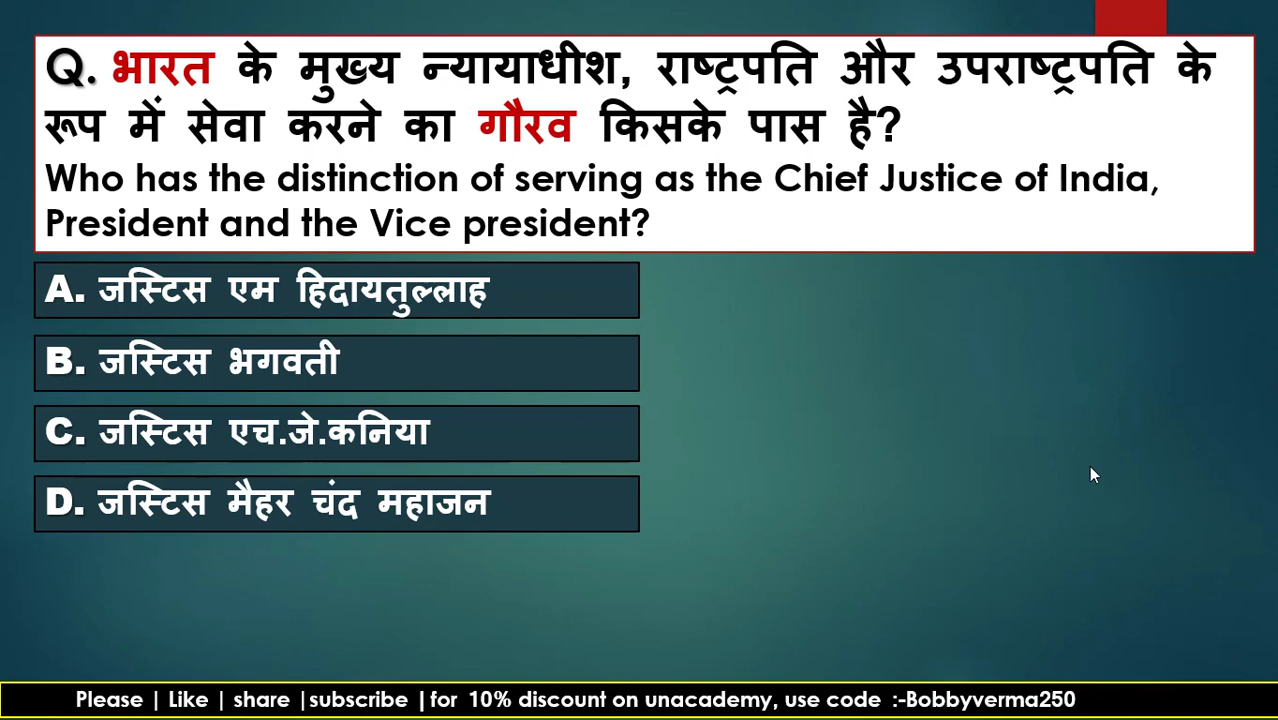 Q. भारत के मुख्य न्यायाधीश, राष्ट्रपति और उपराष्ट्रपति के
रूप में सेवा करने का गौरव किसके पास है?
Who has the distinction of serving as the Chief Justice of India,
President and the Vice president?
A. जस्टिस एम हिदायतुल्लाह
B. जस्टिस भगवती
C. जस्टिस एच.जे.कनिया
D. जस्टिस मैहर चंद महाजन
Please | Like | share |subscribe |for 10% discount on unacademy, use code :-Bobbyverma250